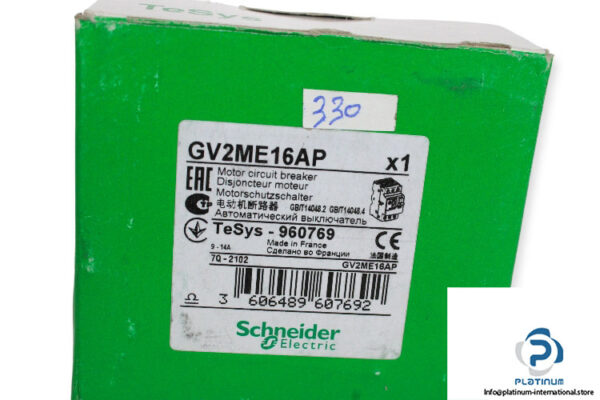 TeSys
330
GV2ME16AP x1
EAC Motor circuit breaker
Disjoncteur moteur
Motorschutzschalter
电动机断路器 GB/T14048.2 GB/T14048.4
Автоматический выключатель
TeSys - 960769
9 - 14A Made in France
Сделано во Франции CE
7Q - 2102 法国制造
GV2ME16AP
3 606489 607692
Schneider
Electric
PLATINUM
Info@platinum-international.store